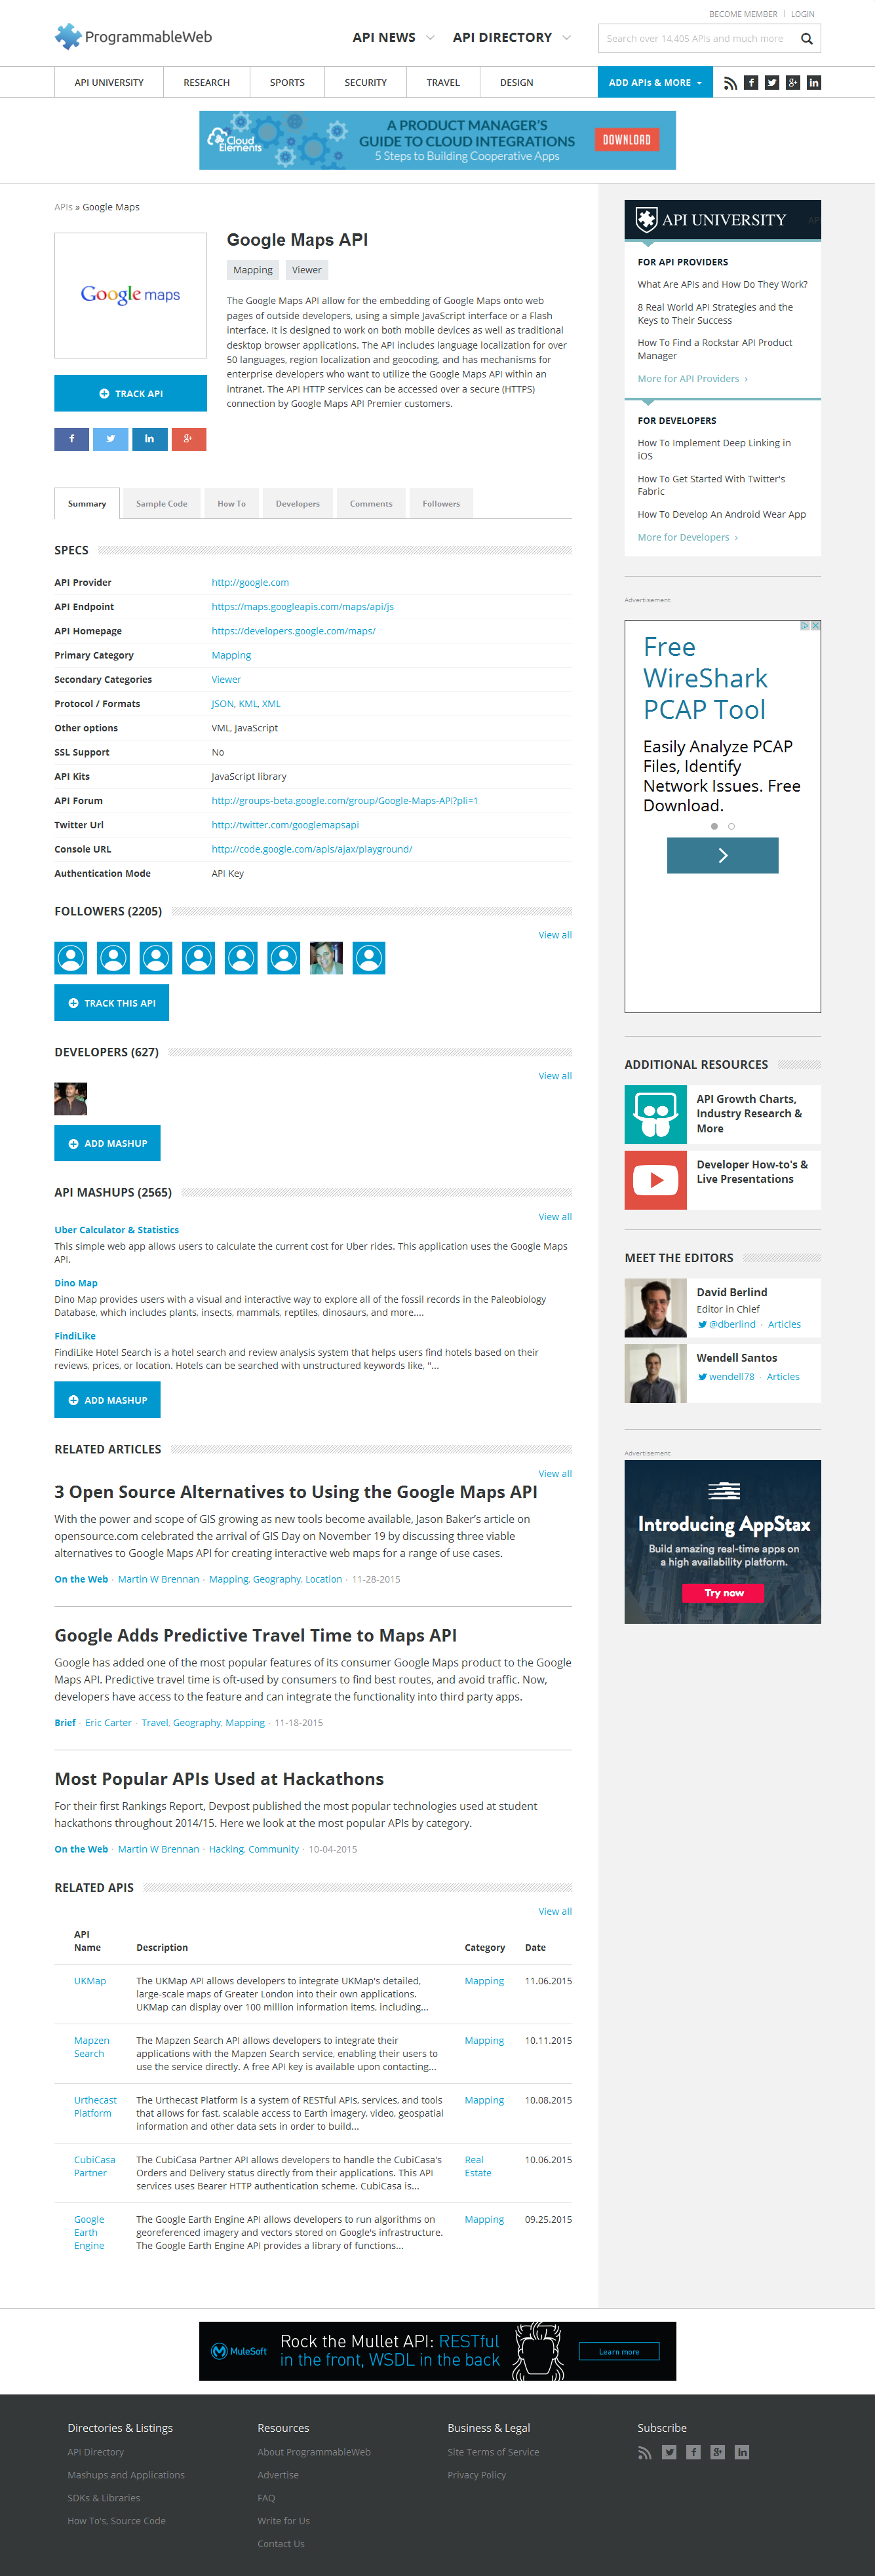 BECOME MEMBER | LOGIN
ProgrammableWeb
API NEWS
API DIRECTORY
Search over 14,405 APIs and much more
API UNIVERSITY
RESEARCH
SPORTS
SECURITY
TRAVEL
DESIGN
ADD APIs & MORE
Cloud Elements
A PRODUCT MANAGER'S
GUIDE TO CLOUD INTEGRATIONS
5 Steps to Building Cooperative Apps
DOWNLOAD
APIs » Google Maps
Google maps
TRACK API
Google Maps API
Mapping
Viewer
The Google Maps API allow for the embedding of Google Maps onto web
pages of outside developers, using a simple JavaScript interface or a Flash
interface. It is designed to work on both mobile devices as well as traditional
desktop browser applications. The API includes language localization for over
50 languages, region localization and geocoding, and has mechanisms for
enterprise developers who want to utilize the Google Maps API within an
intranet. The API HTTP services can be accessed over a secure (HTTPS)
connection by Google Maps API Premier customers.
Summary
Sample Code
How To
Developers
Comments
Followers
SPECS
API Provider http://google.com
API Endpoint https://maps.googleapis.com/maps/api/js
API Homepage https://developers.google.com/maps/
Primary Category Mapping
Secondary Categories Viewer
Protocol / Formats JSON, KML, XML
Other options VML, JavaScript
SSL Support No
API Kits JavaScript library
API Forum http://groups-beta.google.com/group/Google-Maps-API?pli=1
Twitter Url http://twitter.com/googlemapsapi
Console URL http://code.google.com/apis/ajax/playground/
Authentication Mode API Key
FOLLOWERS (2205)
View all
TRACK THIS API
DEVELOPERS (627)
View all
ADD MASHUP
API MASHUPS (2565)
View all
Uber Calculator & Statistics
This simple web app allows users to calculate the current cost for Uber rides. This application uses the Google Maps
API.
Dino Map
Dino Map provides users with a visual and interactive way to explore all of the fossil records in the Paleobiology
Database, which includes plants, insects, mammals, reptiles, dinosaurs, and more....
FindiLike
FindiLike Hotel Search is a hotel search and review analysis system that helps users find hotels based on their
reviews, prices, or location. Hotels can be searched with unstructured keywords like, "...
ADD MASHUP
RELATED ARTICLES
View all
3 Open Source Alternatives to Using the Google Maps API
With the power and scope of GIS growing as new tools become available, Jason Baker's article on
opensource.com celebrated the arrival of GIS Day on November 19 by discussing three viable
alternatives to Google Maps API for creating interactive web maps for a range of use cases.
On the Web · Martin W Brennan · Mapping, Geography, Location · 11-28-2015
Google Adds Predictive Travel Time to Maps API
Google has added one of the most popular features of its consumer Google Maps product to the Google
Maps API. Predictive travel time is oft-used by consumers to find best routes, and avoid traffic. Now,
developers have access to the feature and can integrate the functionality into third party apps.
Brief · Eric Carter · Travel, Geography, Mapping · 11-18-2015
Most Popular APIs Used at Hackathons
For their first Rankings Report, Devpost published the most popular technologies used at student
hackathons throughout 2014/15. Here we look at the most popular APIs by category.
On the Web · Martin W Brennan · Hacking, Community · 10-04-2015
RELATED APIS
View all
API
Name Description Category Date
UKMap The UKMap API allows developers to integrate UKMap's detailed, Mapping 11.06.2015
large-scale maps of Greater London into their own applications.
UKMap can display over 100 million information items, including...
Mapzen The Mapzen Search API allows developers to integrate their Mapping 10.11.2015
Search applications with the Mapzen Search service, enabling their users to
use the service directly. A free API key is available upon contacting...
Urthecast The Urthecast Platform is a system of RESTful APIs, services, and tools Mapping 10.08.2015
Platform that allows for fast, scalable access to Earth imagery, video, geospatial
information and other data sets in order to build...
CubiCasa The CubiCasa Partner API allows developers to handle the CubiCasa's Real 10.06.2015
Partner Orders and Delivery status directly from their applications. This API Estate
services uses Bearer HTTP authentication scheme. CubiCasa is...
Google The Google Earth Engine API allows developers to run algorithms on Mapping 09.25.2015
Earth georeferenced imagery and vectors stored on Google's infrastructure.
Engine The Google Earth Engine API provides a library of functions...
API UNIVERSITY
FOR API PROVIDERS
What Are APIs and How Do They Work?
8 Real World API Strategies and the
Keys to Their Success
How To Find a Rockstar API Product
Manager
More for API Providers ›
FOR DEVELOPERS
How To Implement Deep Linking in
iOS
How To Get Started With Twitter's
Fabric
How To Develop An Android Wear App
More for Developers ›
Advertisement
Free
WireShark
PCAP Tool
Easily Analyze PCAP
Files, Identify
Network Issues. Free
Download.
ADDITIONAL RESOURCES
API Growth Charts,
Industry Research &
More
Developer How-to's &
Live Presentations
MEET THE EDITORS
David Berlind
Editor in Chief
@dberlind · Articles
Wendell Santos
wendell78 · Articles
Advertisement
Introducing AppStax
Build amazing real-time apps on
a high availability platform.
Try now
MuleSoft
Rock the Mullet API: RESTful
in the front, WSDL in the back
Learn more
Directories & Listings
API Directory
Mashups and Applications
SDKs & Libraries
How To's, Source Code
Resources
About ProgrammableWeb
Advertise
FAQ
Write for Us
Contact Us
Business & Legal
Site Terms of Service
Privacy Policy
Subscribe